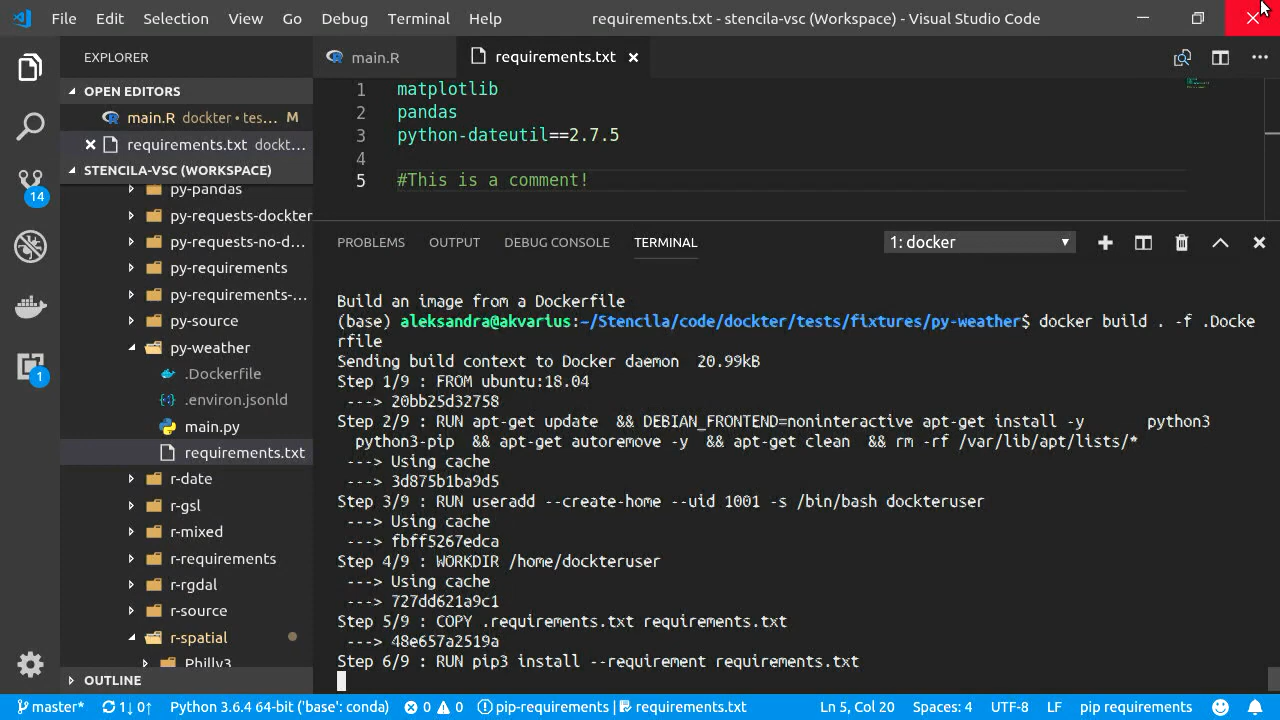 File Edit Selection View Go Debug Terminal Help requirements.txt - stencila-vsc (Workspace) - Visual Studio Code
EXPLORER
OPEN EDITORS
main.R dockter • tes... M
requirements.txt dockt...
STENCILA-VSC (WORKSPACE)
py-pandas
py-requests-dockter
py-requests-no-d...
py-requirements
py-requirements-...
py-source
py-weather
.Dockerfile
.environ.jsonld
main.py
requirements.txt
r-date
r-gsl
r-mixed
r-requirements
r-rgdal
r-source
r-spatial
Philly3
OUTLINE
14
1
main.R requirements.txt
1 matplotlib
2 pandas
3 python-dateutil==2.7.5
4
5 #This is a comment!
PROBLEMS OUTPUT DEBUG CONSOLE TERMINAL 1: docker
Build an image from a Dockerfile
(base) aleksandra@akvarius:~/Stencila/code/dockter/tests/fixtures/py-weather$ docker build . -f .Docke
rfile
Sending build context to Docker daemon 20.99kB
Step 1/9 : FROM ubuntu:18.04
---> 20bb25d32758
Step 2/9 : RUN apt-get update && DEBIAN_FRONTEND=noninteractive apt-get install -y python3
python3-pip && apt-get autoremove -y && apt-get clean && rm -rf /var/lib/apt/lists/*
---> Using cache
---> 3d875b1ba9d5
Step 3/9 : RUN useradd --create-home --uid 1001 -s /bin/bash dockteruser
---> Using cache
---> fbff5267edca
Step 4/9 : WORKDIR /home/dockteruser
---> Using cache
---> 727dd621a9c1
Step 5/9 : COPY .requirements.txt requirements.txt
---> 48e657a2519a
Step 6/9 : RUN pip3 install --requirement requirements.txt
master* 1↓ 0↑ Python 3.6.4 64-bit ('base': conda) 0 0 pip-requirements | requirements.txt Ln 5, Col 20 Spaces: 4 UTF-8 LF pip requirements